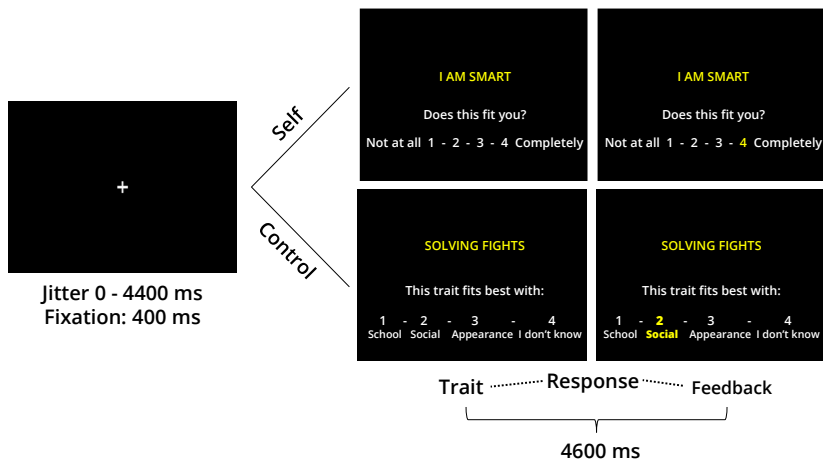 +
Jitter 0 - 4400 ms
Fixation: 400 ms
Self
Control
I AM SMART
Does this fit you?
Not at all 1 - 2 - 3 - 4 Completely
I AM SMART
Does this fit you?
Not at all 1 - 2 - 3 - 4 Completely
SOLVING FIGHTS
This trait fits best with:
1 - 2 - 3 - 4
School Social Appearance I don't know
SOLVING FIGHTS
This trait fits best with:
1 - 2 - 3 - 4
School Social Appearance I don't know
Trait Response Feedback
4600 ms